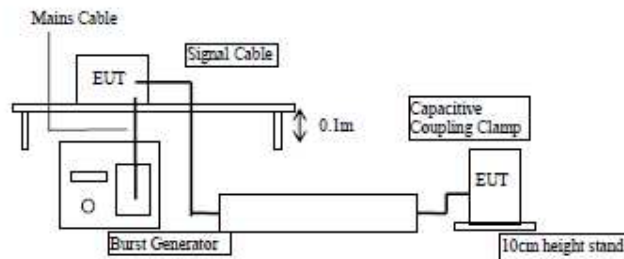 Mains Cable
Signal Cable
EUT
0.1m
Capacitive
Coupling Clamp
EUT
Burst Generator
10cm height stand